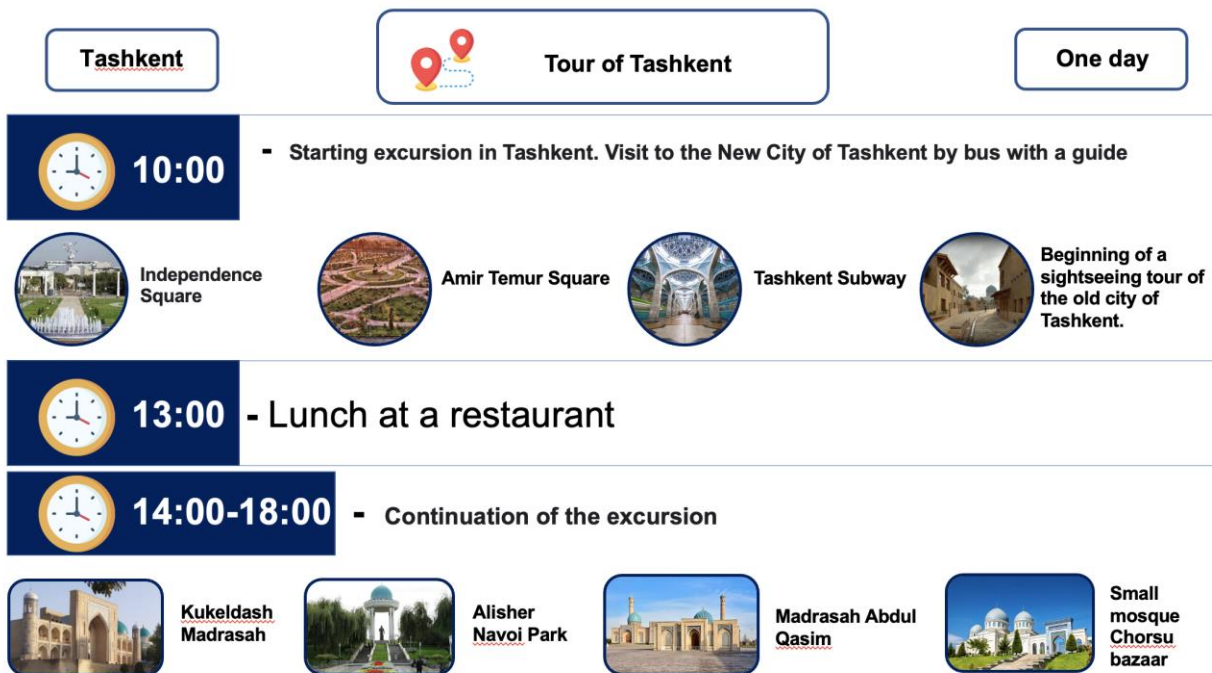 Tashkent
Tour of Tashkent
One day
10:00
- Starting excursion in Tashkent. Visit to the New City of Tashkent by bus with a guide
Independence
Square
Amir Temur Square
Tashkent Subway
Beginning of a
sightseeing tour of
the old city of
Tashkent.
13:00 - Lunch at a restaurant
14:00-18:00 - Continuation of the excursion
Kukeldash
Madrasah
Alisher
Navoi Park
Madrasah Abdul
Qasim
Small
mosque
Chorsu
bazaar